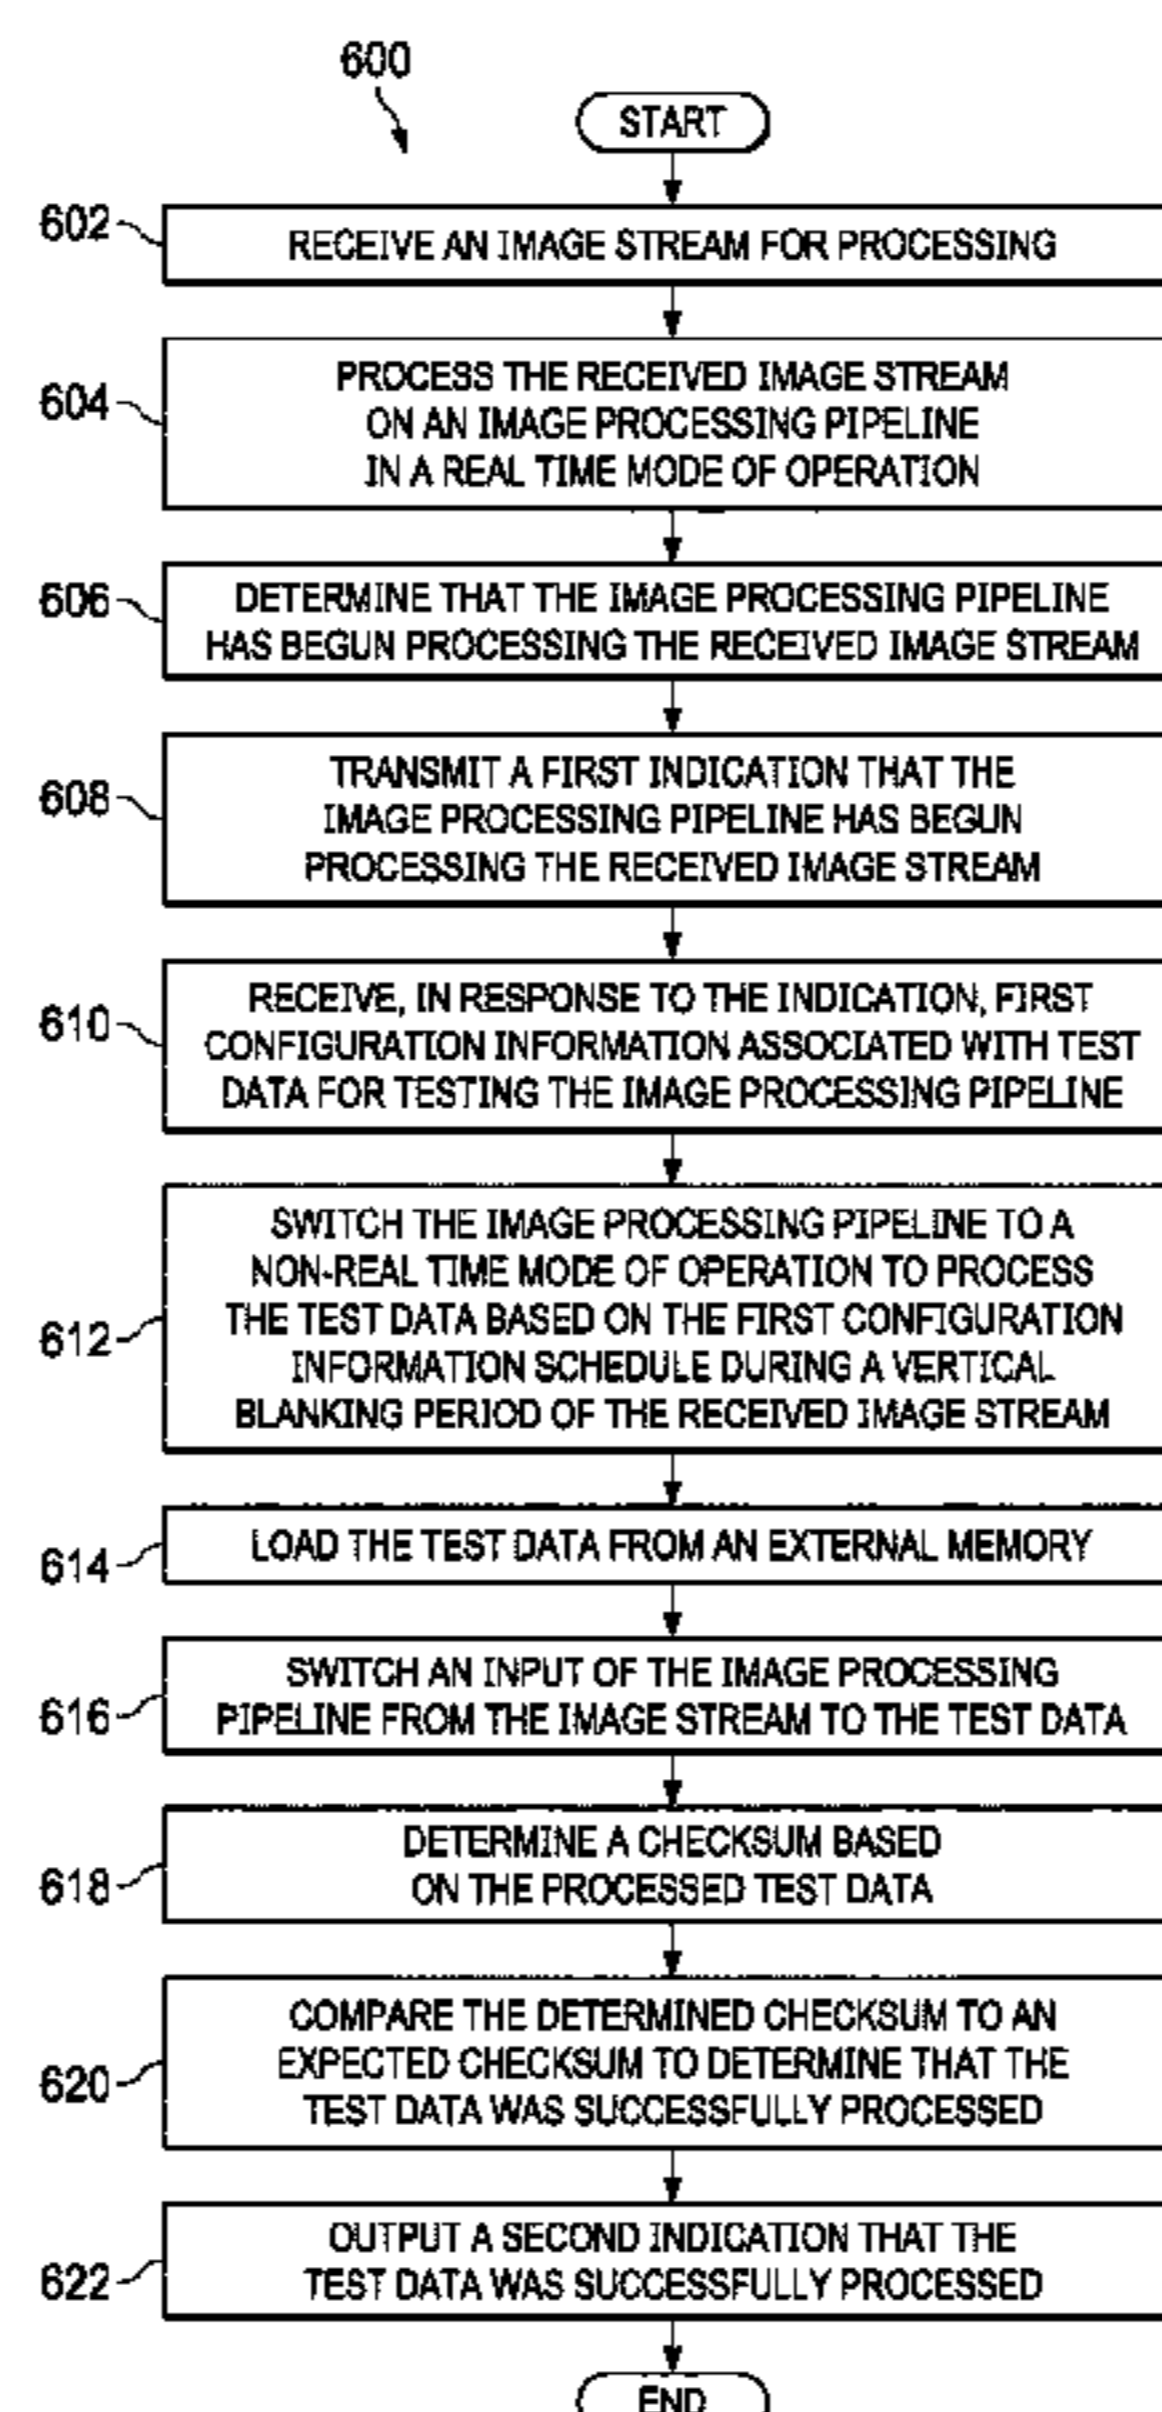 600
START
602
RECEIVE AN IMAGE STREAM FOR PROCESSING
604
PROCESS THE RECEIVED IMAGE STREAM
ON AN IMAGE PROCESSING PIPELINE
IN A REAL TIME MODE OF OPERATION
606
DETERMINE THAT THE IMAGE PROCESSING PIPELINE
HAS BEGUN PROCESSING THE RECEIVED IMAGE STREAM
608
TRANSMIT A FIRST INDICATION THAT THE
IMAGE PROCESSING PIPELINE HAS BEGUN
PROCESSING THE RECEIVED IMAGE STREAM
610
RECEIVE, IN RESPONSE TO THE INDICATION, FIRST
CONFIGURATION INFORMATION ASSOCIATED WITH TEST
DATA FOR TESTING THE IMAGE PROCESSING PIPELINE
612
SWITCH THE IMAGE PROCESSING PIPELINE TO A
NON-REAL TIME MODE OF OPERATION TO PROCESS
THE TEST DATA BASED ON THE FIRST CONFIGURATION
INFORMATION SCHEDULE DURING A VERTICAL
BLANKING PERIOD OF THE RECEIVED IMAGE STREAM
614
LOAD THE TEST DATA FROM AN EXTERNAL MEMORY
616
SWITCH AN INPUT OF THE IMAGE PROCESSING
PIPELINE FROM THE IMAGE STREAM TO THE TEST DATA
618
DETERMINE A CHECKSUM BASED
ON THE PROCESSED TEST DATA
620
COMPARE THE DETERMINED CHECKSUM TO AN
EXPECTED CHECKSUM TO DETERMINE THAT THE
TEST DATA WAS SUCCESSFULLY PROCESSED
622
OUTPUT A SECOND INDICATION THAT THE
TEST DATA WAS SUCCESSFULLY PROCESSED
END